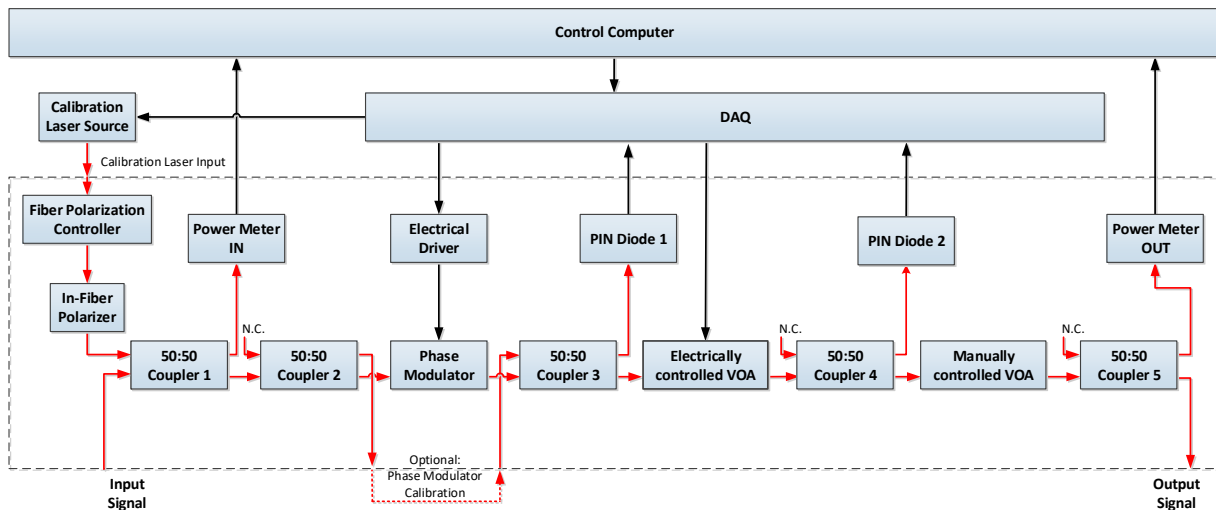 Control Computer
Calibration
Laser Source
DAQ
Calibration Laser Input
Fiber Polarization
Controller
Power Meter
IN
Electrical
Driver
PIN Diode 1
PIN Diode 2
Power Meter
OUT
In-Fiber
Polarizer
N.C.
N.C.
N.C.
50:50
Coupler 1
50:50
Coupler 2
Phase
Modulator
50:50
Coupler 3
Electrically
controlled VOA
50:50
Coupler 4
Manually
controlled VOA
50:50
Coupler 5
Optional:
Phase Modulator
Calibration
Input
Signal
Output
Signal